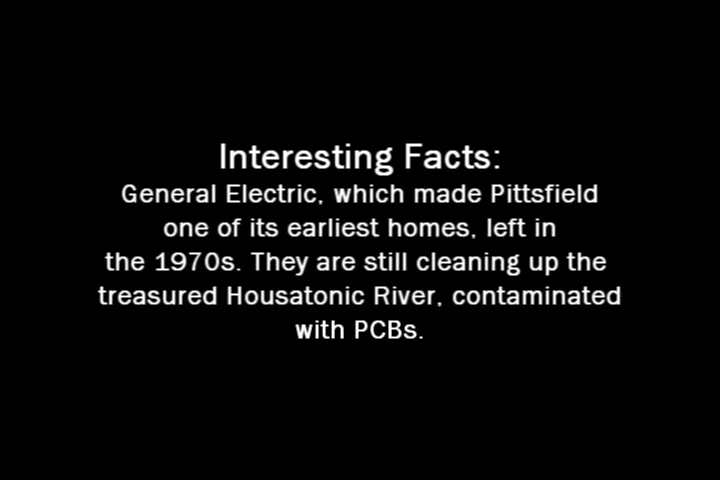 Interesting Facts:
General Electric, which made Pittsfield
one of its earliest homes, left in
the 1970s. They are still cleaning up the
treasured Housatonic River, contaminated
with PCBs.